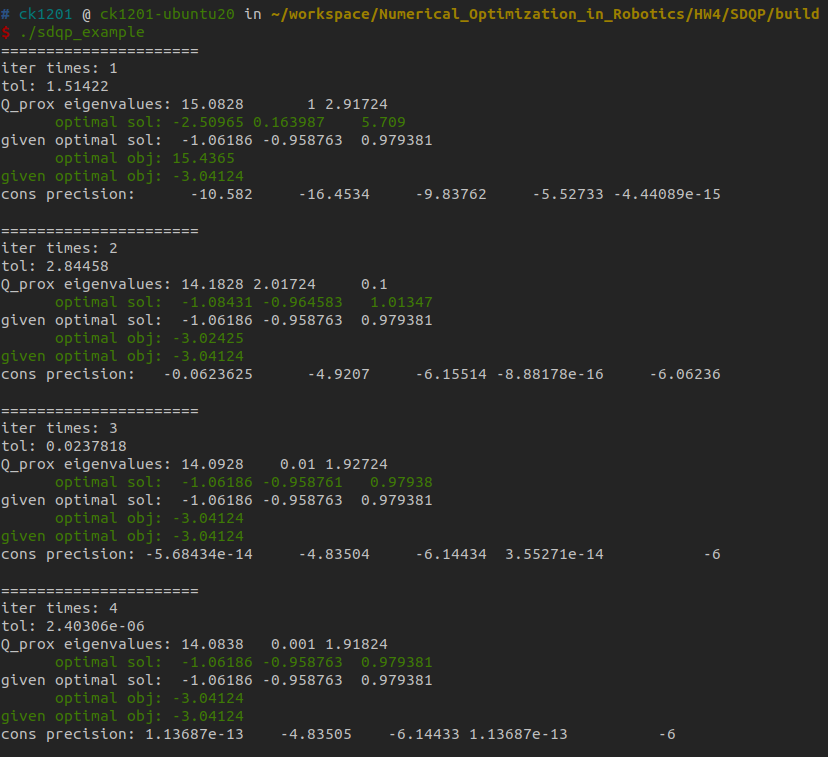 # ck1201 @ ck1201-ubuntu20 in ~/workspace/Numerical_Optimization_in_Robotics/HW4/SDQP/build
$ ./sdqp_example
======================
iter times: 1
tol: 1.51422
Q_prox eigenvalues: 15.0828       1 2.91724
      optimal sol: -2.50965 0.163987    5.709
given optimal sol:  -1.06186 -0.958763  0.979381
      optimal obj: 15.4365
given optimal obj: -3.04124
cons precision:      -10.582     -16.4534     -9.83762     -5.52733 -4.44089e-15

======================
iter times: 2
tol: 2.84458
Q_prox eigenvalues: 14.1828 2.01724     0.1
      optimal sol:  -1.08431 -0.964583   1.01347
given optimal sol:  -1.06186 -0.958763  0.979381
      optimal obj: -3.02425
given optimal obj: -3.04124
cons precision:   -0.0623625      -4.9207     -6.15514 -8.88178e-16     -6.06236

======================
iter times: 3
tol: 0.0237818
Q_prox eigenvalues: 14.0928    0.01 1.92724
      optimal sol:  -1.06186 -0.958761   0.97938
given optimal sol:  -1.06186 -0.958763  0.979381
      optimal obj: -3.04124
given optimal obj: -3.04124
cons precision: -5.68434e-14     -4.83504     -6.14434  3.55271e-14           -6

======================
iter times: 4
tol: 2.40306e-06
Q_prox eigenvalues: 14.0838   0.001 1.91824
      optimal sol:  -1.06186 -0.958763  0.979381
given optimal sol:  -1.06186 -0.958763  0.979381
      optimal obj: -3.04124
given optimal obj: -3.04124
cons precision: 1.13687e-13    -4.83505    -6.14433 1.13687e-13          -6